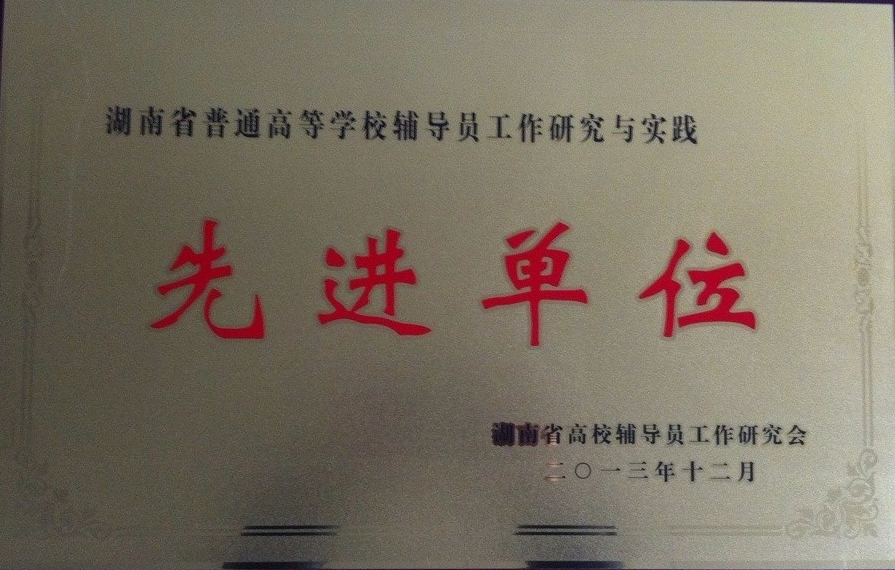 湖南省普通高等学校辅导员工作研究与实践
先进单位
湖南省高校辅导员工作研究会
二〇一三年十二月